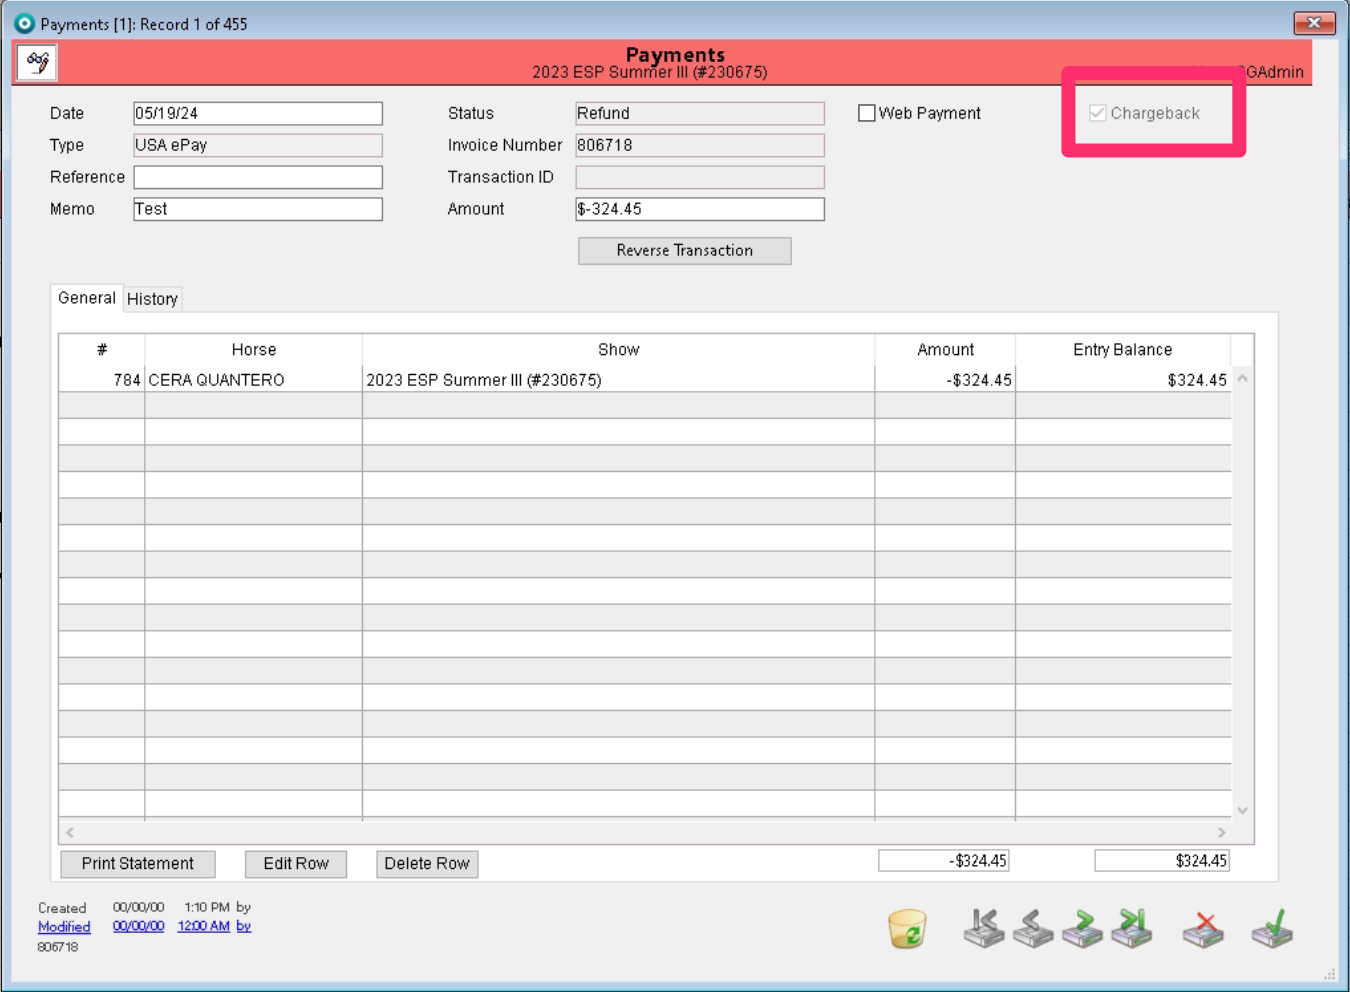 Payments [1]: Record 1 of 455
Payments
2023 ESP Summer III (#230675)
GAdmin
Date 05/19/24 Status Refund Web Payment Chargeback
Type USA ePay Invoice Number 806718
Reference Transaction ID
Memo Test Amount $-324.45
Reverse Transaction
General History
# Horse Show Amount Entry Balance
784 CERA QUANTERO 2023 ESP Summer III (#230675) -$324.45 $324.45
Print Statement Edit Row Delete Row -$324.45 $324.45
Created 00/00/00 1:10 PM by
Modified 00/00/00 12:00 AM by
806718